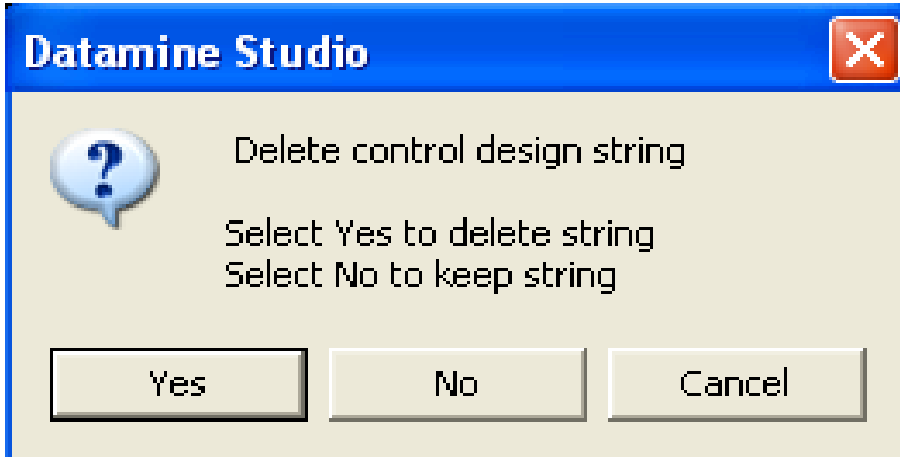 Datamine Studio
Delete control design string
Select Yes to delete string
Select No to keep string
Yes
No
Cancel